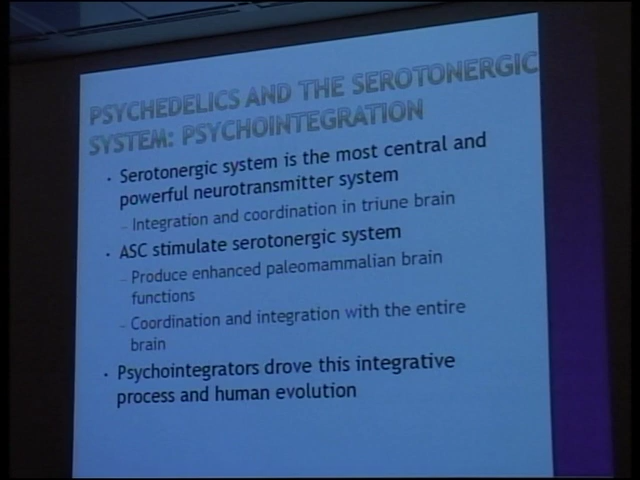 PSYCHEDELICS AND THE SEROTONERGIC
SYSTEM: PSYCHOINTEGRATION
· Serotonergic system is the most central and
powerful neurotransmitter system
– Integration and coordination in triune brain
· ASC stimulate serotonergic system
– Produce enhanced paleomammalian brain
functions
– Coordination and integration with the entire
brain
· Psychointegrators drove this integrative
process and human evolution